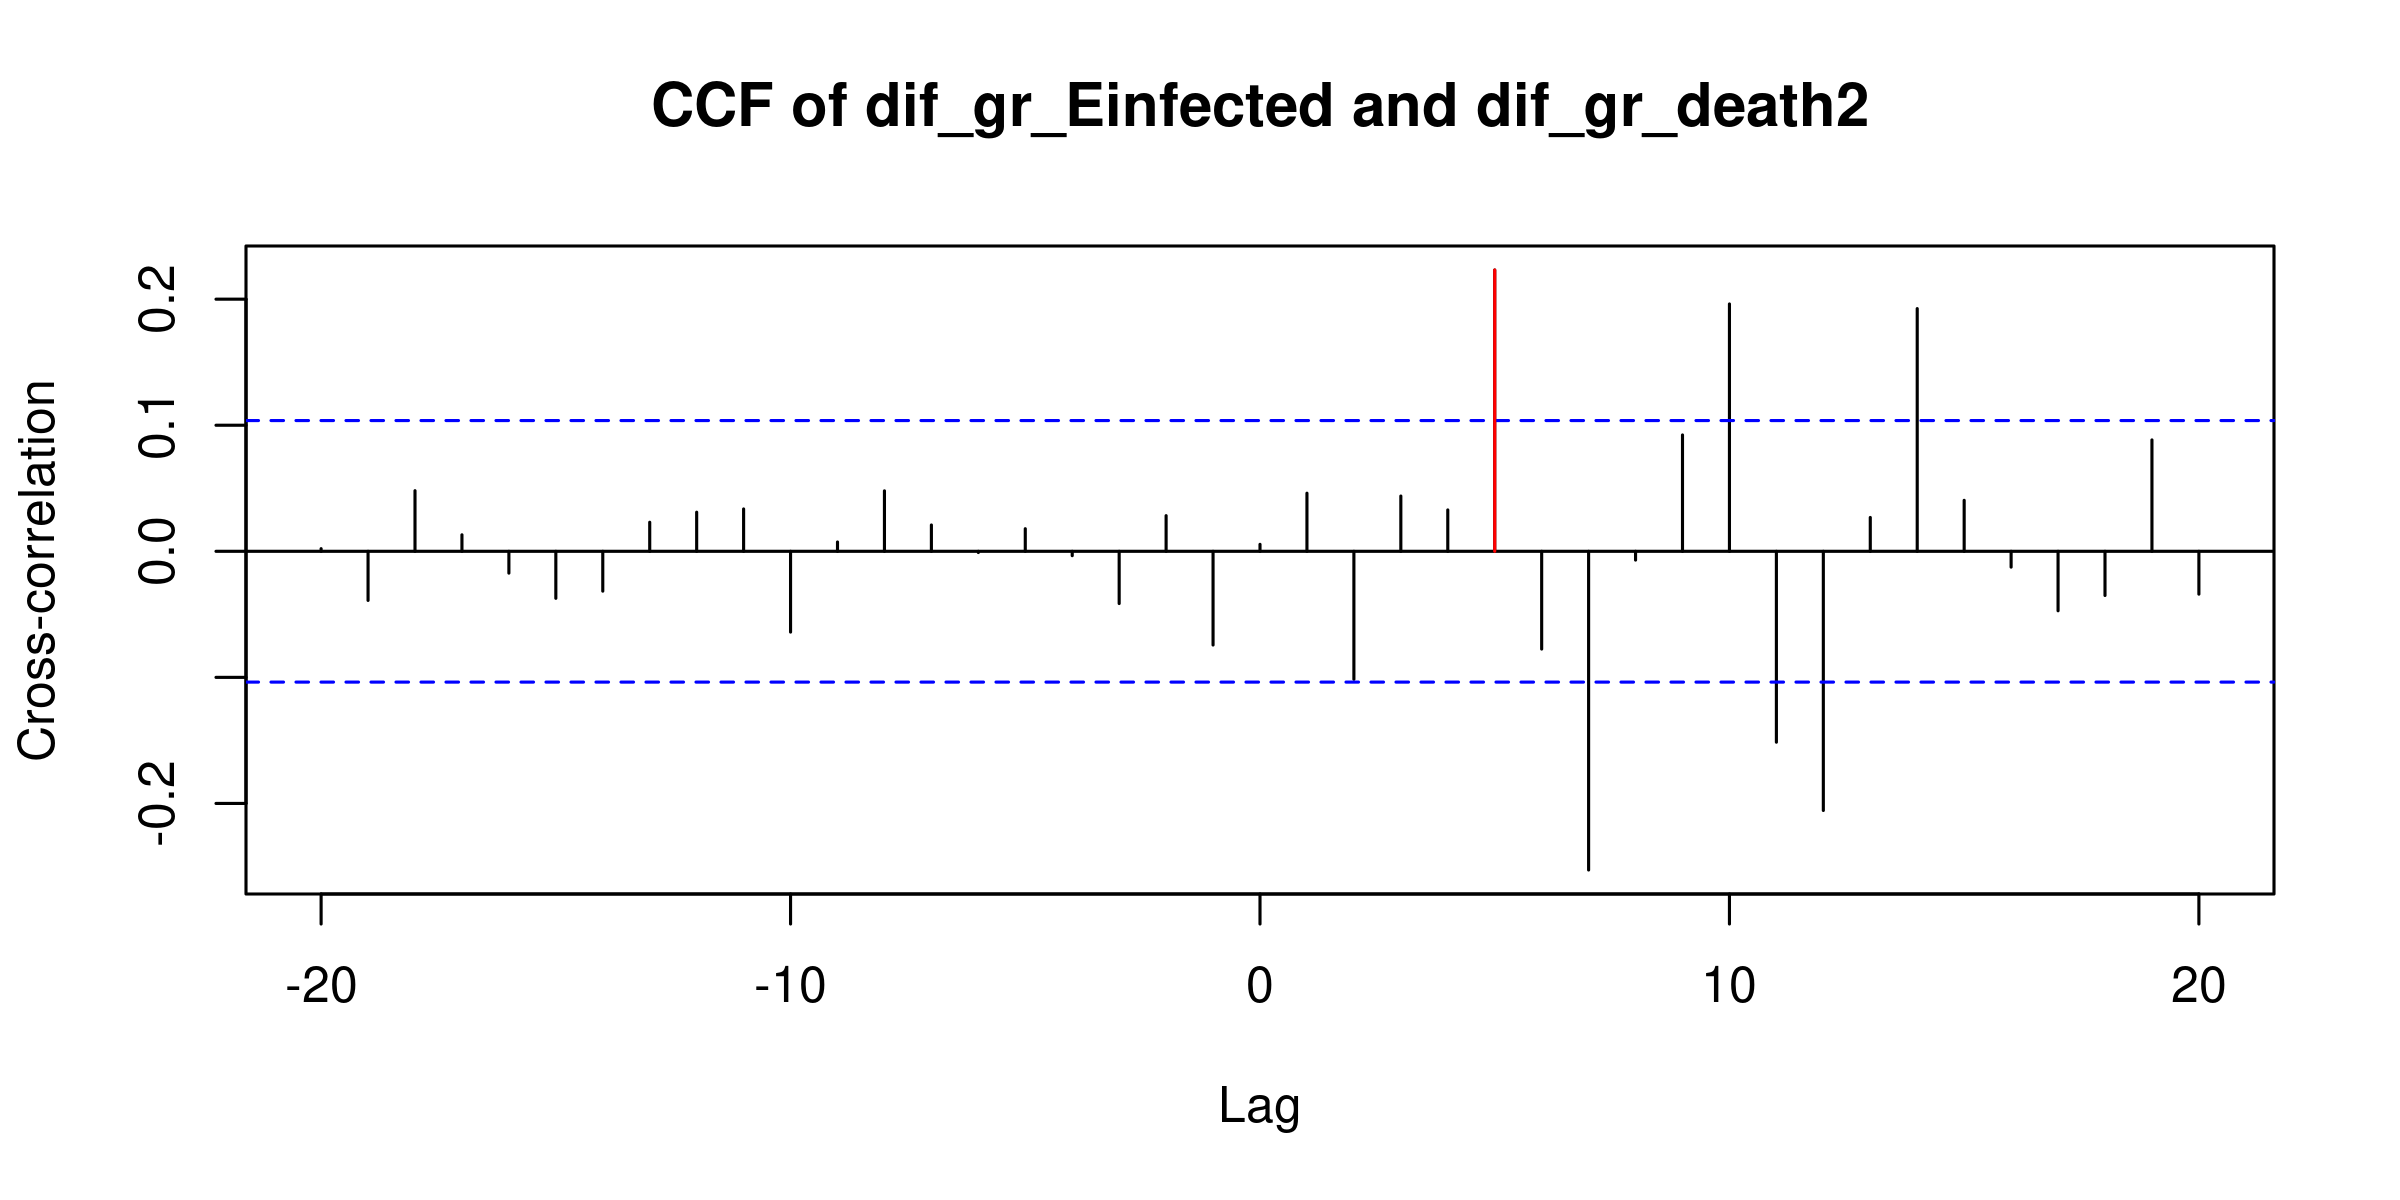 CCF of dif_gr_Einfected and dif_gr_death2
Cross-correlation
0.2
0.1
0.0
-0.2
-20 -10 0 10 20
Lag